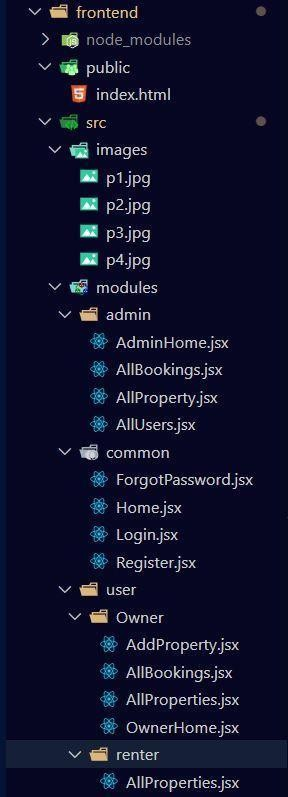 frontend
node_modules
public
index.html
src
images
p1.jpg
p2.jpg
p3.jpg
p4.jpg
modules
admin
AdminHome.jsx
AllBookings.jsx
AllProperty.jsx
AllUsers.jsx
common
ForgotPassword.jsx
Home.jsx
Login.jsx
Register.jsx
user
Owner
AddProperty.jsx
AllBookings.jsx
AllProperties.jsx
OwnerHome.jsx
renter
AllProperties.jsx